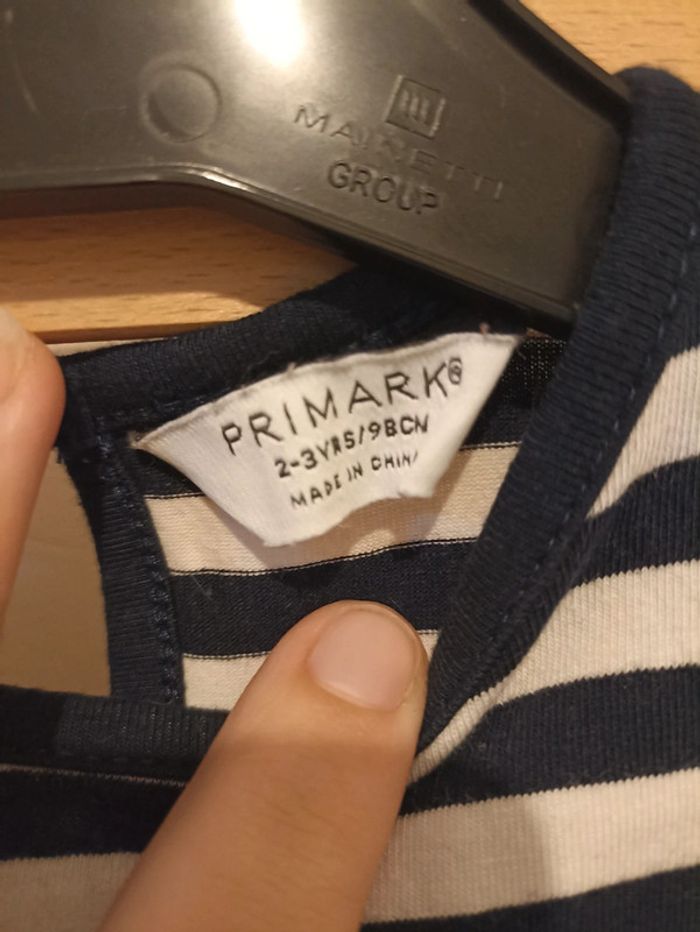 MAINETTI
GROUP
PRIMARK®
2-3YRS/98CM
MADE IN CHINA